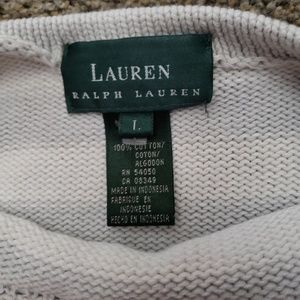 LAUREN
RALPH LAUREN
L
100% COTTON/
COTON/
ALGODON
RN 54050
CA 08349
MADE IN INDONESIA
FABRIQUE EN
INDONESIE
HECHO EN INDONESIA